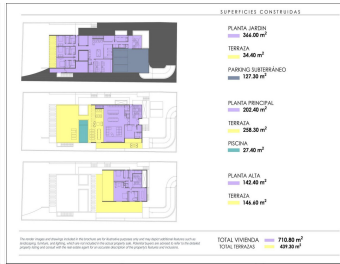 SUPERFICIES CONSTRUIDAS
PLANTA JARDIN
366.00 m²
TERRAZA
34.40 m²
PARKING SUBTERRÁNEO
127.30 m²
PLANTA PRINCIPAL
202.40 m²
TERRAZA
258.30 m²
PISCINA
27.40 m²
PLANTA ALTA
142.40 m²
TERRAZA
146.60 m²
TOTAL VIVIENDA 710.80 m²
TOTAL TERRAZAS 439.30 m²